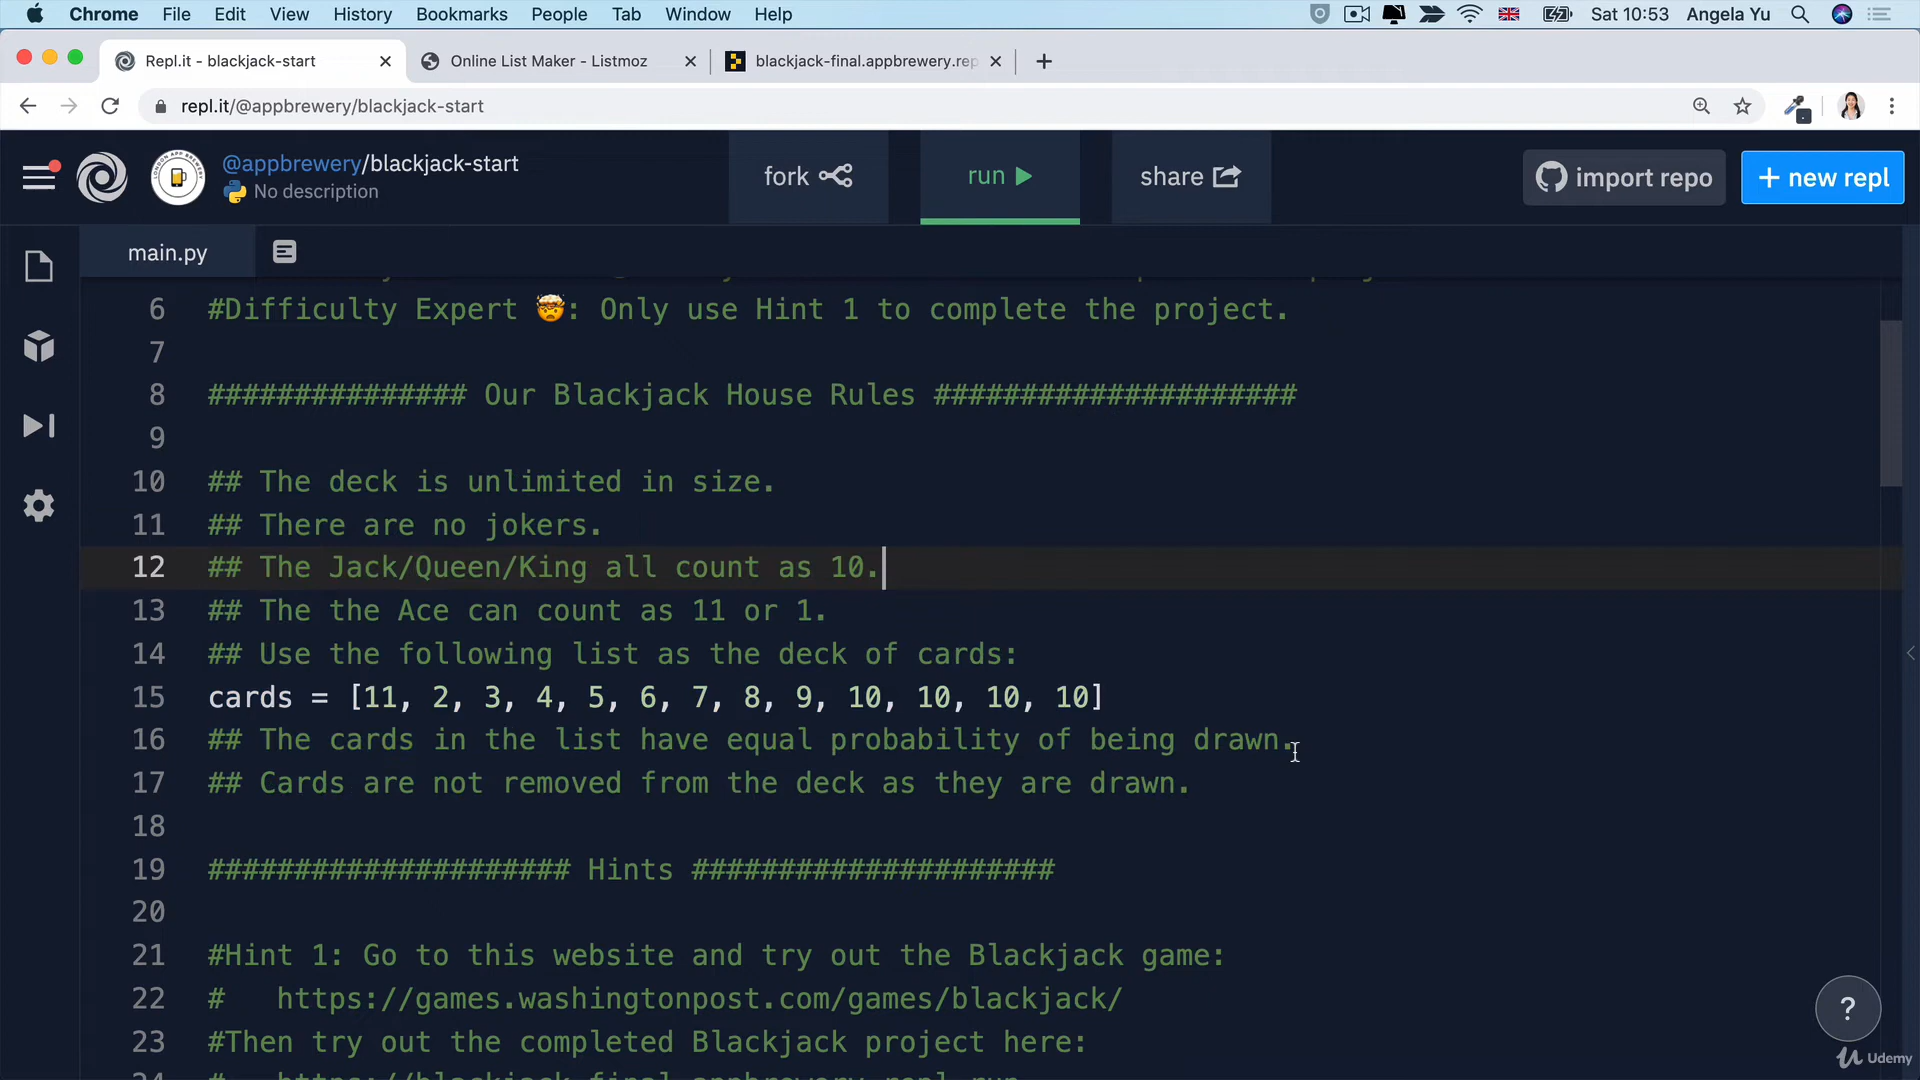 Chrome File Edit View History Bookmarks People Tab Window Help Sat 10:53 Angela Yu
Repl.it - blackjack-start Online List Maker - Listmoz blackjack-final.appbrewery.rep
repl.it/@appbrewery/blackjack-start
@appbrewery/blackjack-start
No description
fork run share import repo + new repl
main.py
6 #Difficulty Expert 🤯: Only use Hint 1 to complete the project.
7
8 ############### Our Blackjack House Rules #####################
9
10 ## The deck is unlimited in size.
11 ## There are no jokers.
12 ## The Jack/Queen/King all count as 10.
13 ## The the Ace can count as 11 or 1.
14 ## Use the following list as the deck of cards:
15 cards = [11, 2, 3, 4, 5, 6, 7, 8, 9, 10, 10, 10, 10]
16 ## The cards in the list have equal probability of being drawn.
17 ## Cards are not removed from the deck as they are drawn.
18
19 ##################### Hints #####################
20
21 #Hint 1: Go to this website and try out the Blackjack game:
22 #   https://games.washingtonpost.com/games/blackjack/
23 #Then try out the completed Blackjack project here:
?
Udemy